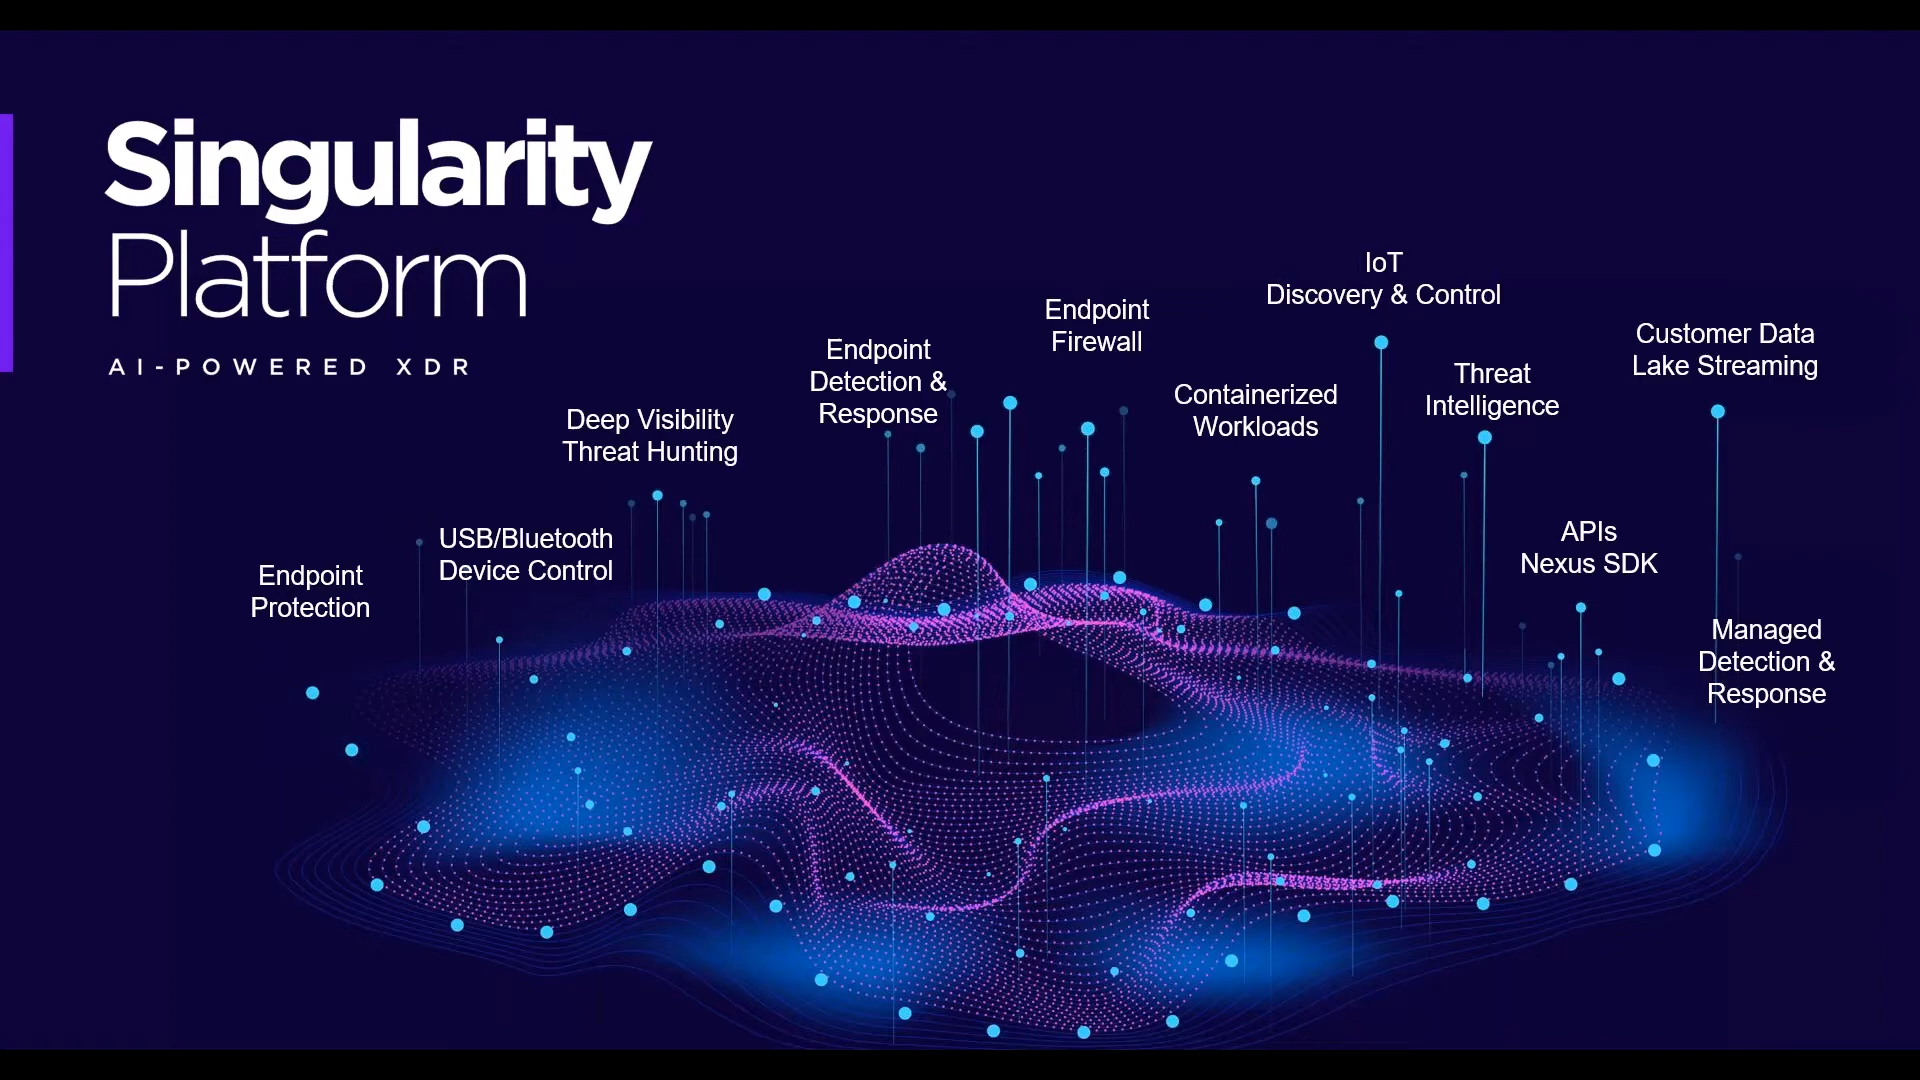 Singularity
Platform
AI-POWERED XDR
Endpoint
Protection
USB/Bluetooth
Device Control
Deep Visibility
Threat Hunting
Endpoint
Detection &
Response
Endpoint
Firewall
Containerized
Workloads
IoT
Discovery & Control
Threat
Intelligence
Customer Data
Lake Streaming
APIs
Nexus SDK
Managed
Detection &
Response